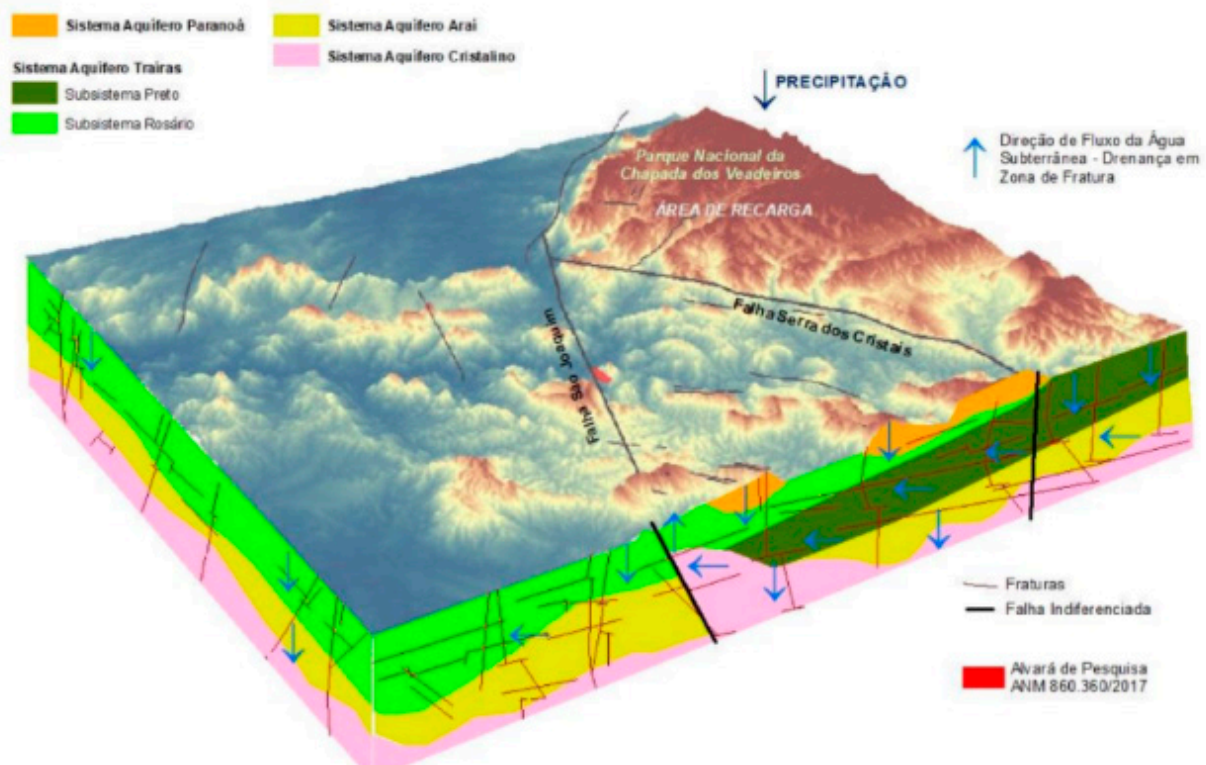 Sistema Aquífero Paranoá
Sistema Aquífero Araí
Sistema Aquífero Traíras
Sistema Aquífero Cristalino
Subsistema Preto
Subsistema Rosário
PRECIPITAÇÃO
Direção de Fluxo da Água
Subterrânea - Drenança em
Zona de Fratura
Parque Nacional da
Chapada dos Veadeiros
ÁREA DE RECARGA
Falha Serra dos Cristais
Falha São Joaquim
Fraturas
Falha Indiferenciada
Alvará de Pesquisa
ANM 860.360/2017